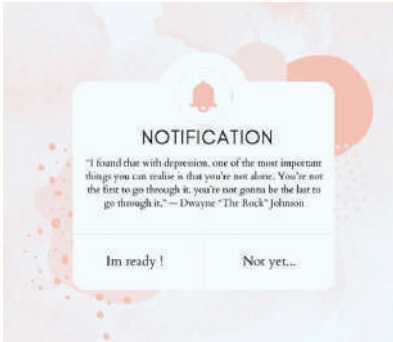 NOTIFICATION
"I found that with depression, one of the most important
things you can realise is that you're not alone. You're not
the first to go through it, you're not gonna be the last to
go through it." — Dwayne "The Rock" Johnson
Im ready !
Not yet...